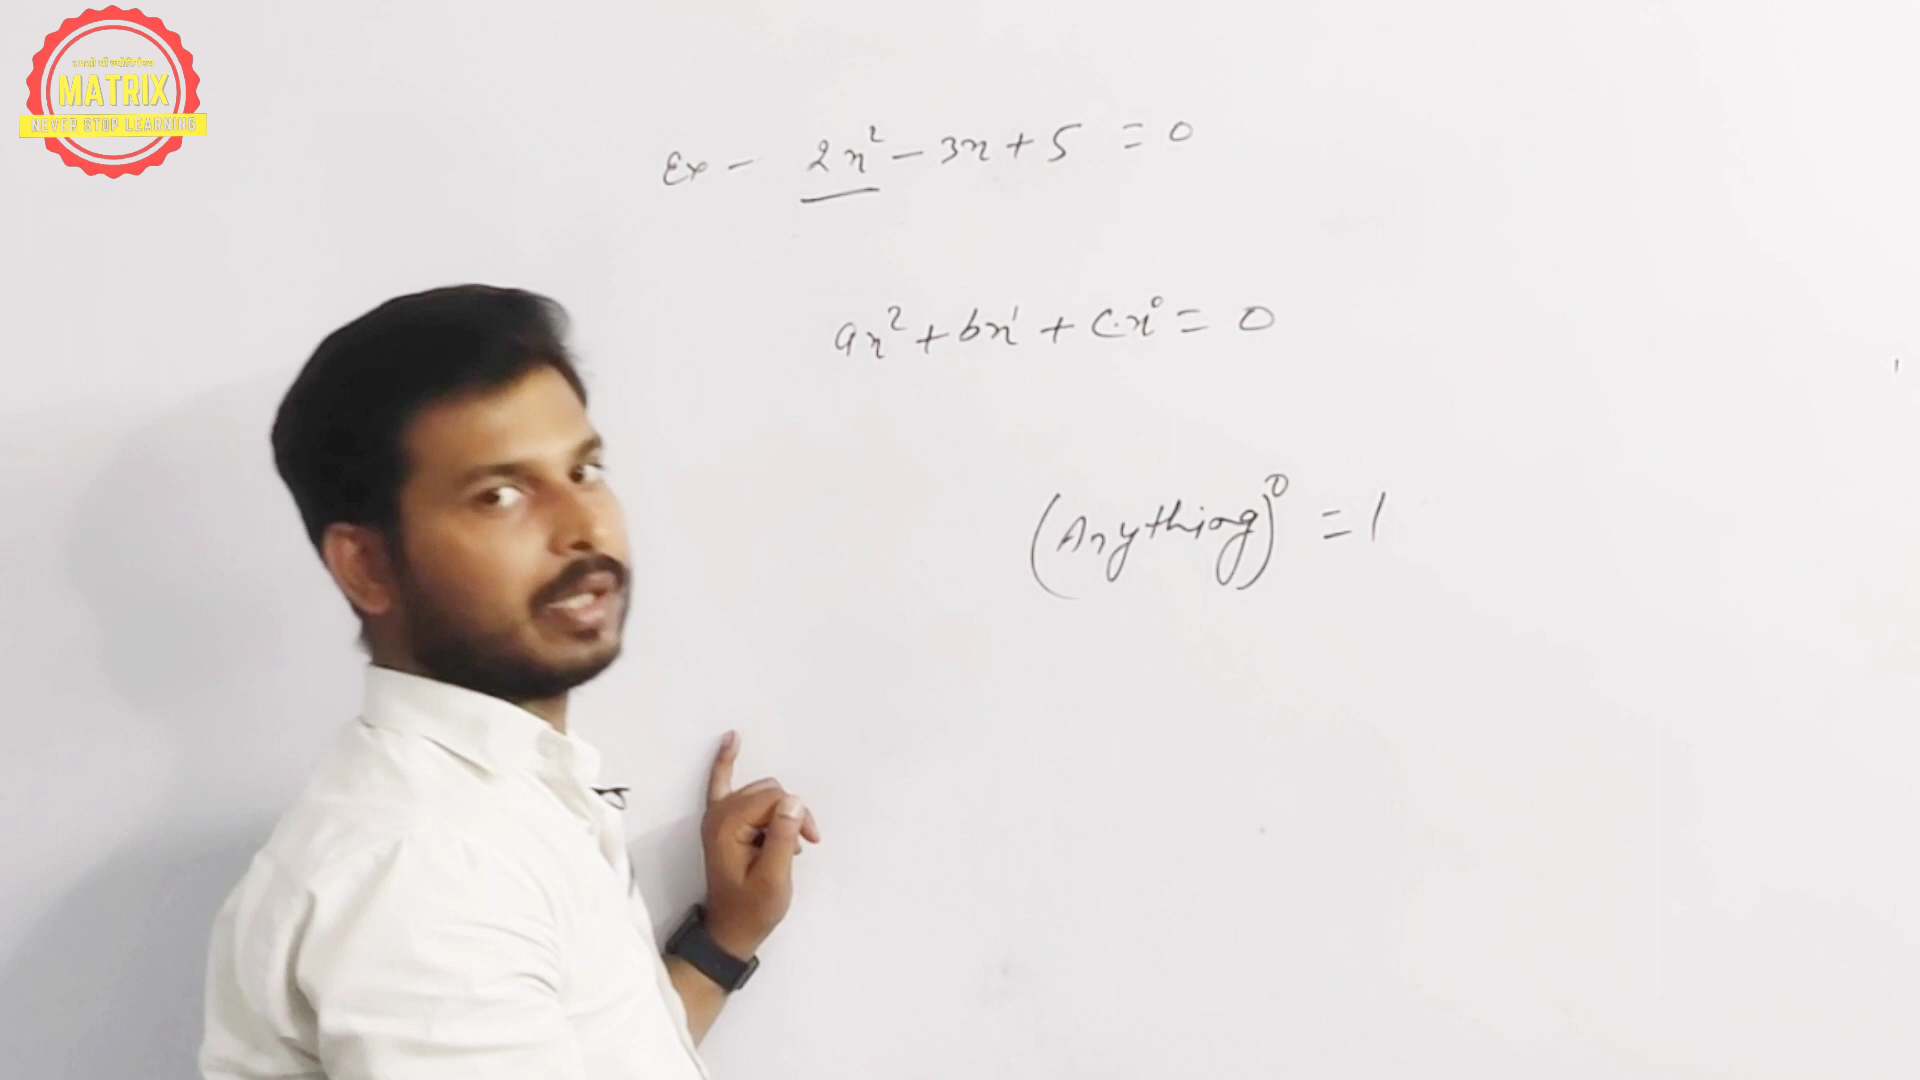 MATRIX
NEVER STOP LEARNING
Ex - 2x² - 3x + 5 = 0
ax² + bx¹ + c.x⁰ = 0
(Anything)⁰ = 1